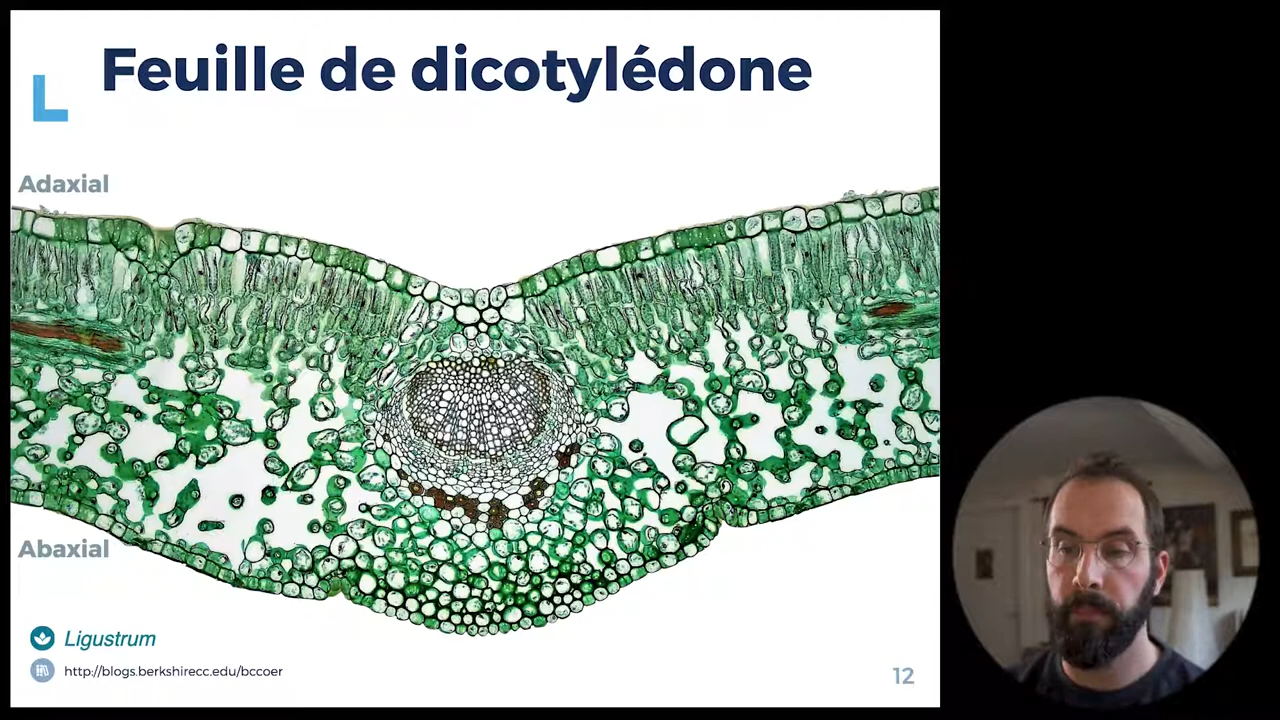 Feuille de dicotylédone
Adaxial
Abaxial
Ligustrum
http://blogs.berkshirecc.edu/bccoer
12